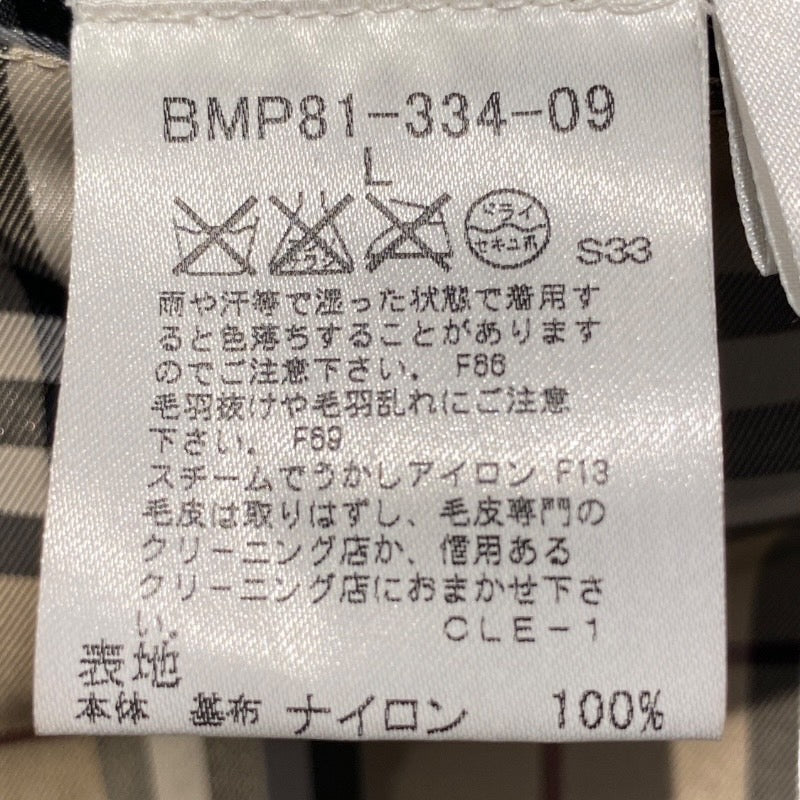 BMP81-334-09
L
ドライ
セキユ系
S33
雨や汗等で湿った状態で着用す
ると色落ちすることがあります
のでご注意下さい。 F86
毛羽抜けや毛羽乱れにご注意
下さい。 F69
スチームでうかしアイロン F13
毛皮は取りはずし、毛皮専門の
クリーニング店か、信用ある
クリーニング店におまかせ下さ
い。 CLE-1
表地
本体 基布 ナイロン 100%